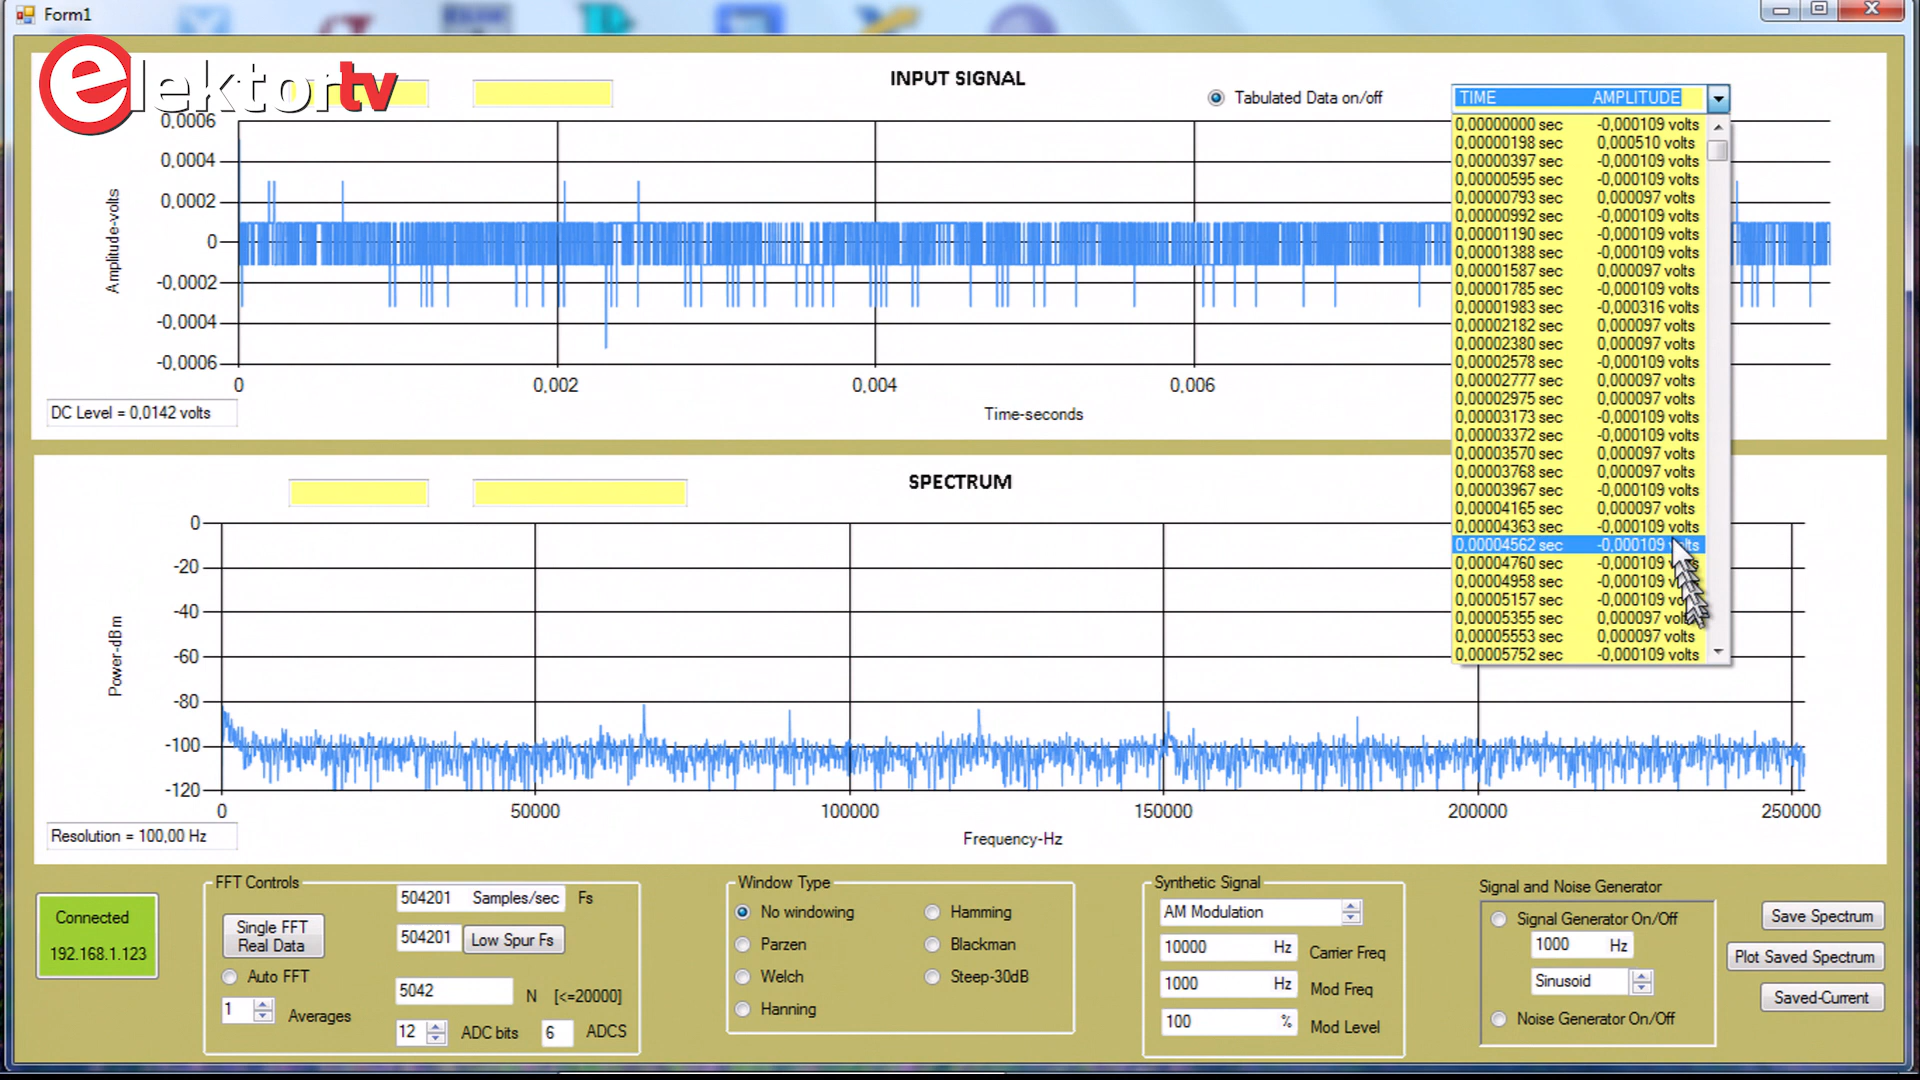 Form1
elektortv
INPUT SIGNAL
Tabulated Data on/off
TIME AMPLITUDE
0,00000000 sec -0,000109 volts
0,00000198 sec 0,000510 volts
0,00000397 sec -0,000109 volts
0,00000595 sec -0,000109 volts
0,00000793 sec 0,000097 volts
0,00000992 sec -0,000109 volts
0,00001190 sec -0,000109 volts
0,00001388 sec -0,000109 volts
0,00001587 sec 0,000097 volts
0,00001785 sec -0,000109 volts
0,00001983 sec -0,000316 volts
0,00002182 sec 0,000097 volts
0,00002380 sec 0,000097 volts
0,00002578 sec -0,000109 volts
0,00002777 sec 0,000097 volts
0,00002975 sec 0,000097 volts
0,00003173 sec -0,000109 volts
0,00003372 sec -0,000109 volts
0,00003570 sec 0,000097 volts
0,00003768 sec 0,000097 volts
0,00003967 sec -0,000109 volts
0,00004165 sec 0,000097 volts
0,00004363 sec -0,000109 volts
0,00004562 sec -0,000109 volts
0,00004760 sec -0,000109 volts
0,00004958 sec -0,000109 volts
0,00005157 sec -0,000109 volts
0,00005355 sec 0,000097 volts
0,00005553 sec 0,000097 volts
0,00005752 sec -0,000109 volts
Amplitude-volts
0,0006
0,0004
0,0002
0
-0,0002
-0,0004
-0,0006
0 0,002 0,004 0,006
DC Level = 0,0142 volts
Time-seconds
SPECTRUM
Power-dBm
0
-20
-40
-60
-80
-100
-120
0 50000 100000 150000 200000 250000
Resolution = 100,00 Hz
Frequency-Hz
Connected
192.168.1.123
FFT Controls
504201 Samples/sec Fs
Single FFT
Real Data
504201 Low Spur Fs
Auto FFT
5042 N [<=20000]
1 Averages
12 ADC bits 6 ADCS
Window Type
No windowing Hamming
Parzen Blackman
Welch Steep-30dB
Hanning
Synthetic Signal
AM Modulation
10000 Hz Carrier Freq
1000 Hz Mod Freq
100 % Mod Level
Signal and Noise Generator
Signal Generator On/Off
1000 Hz
Sinusoid
Noise Generator On/Off
Save Spectrum
Plot Saved Spectrum
Saved-Current